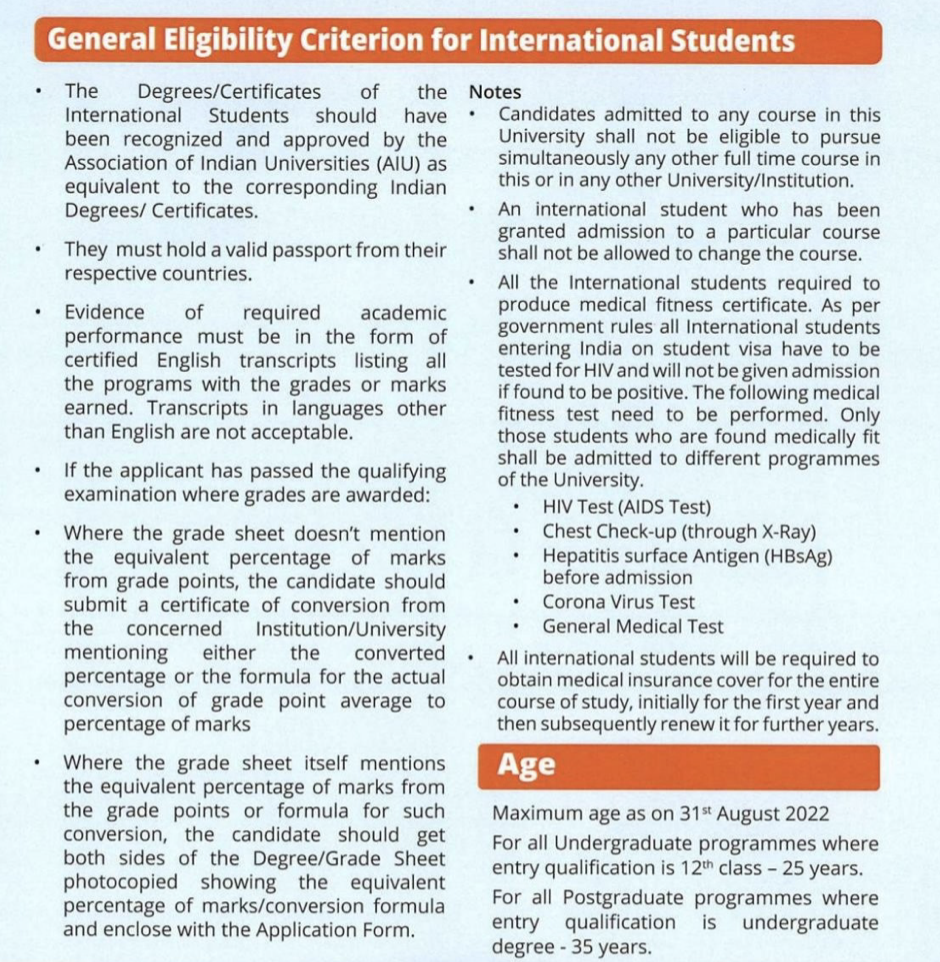 General Eligibility Criterion for International Students
• The Degrees/Certificates of the
International Students should have
been recognized and approved by the
Association of Indian Universities (AIU) as
equivalent to the corresponding Indian
Degrees/ Certificates.
• They must hold a valid passport from their
respective countries.
• Evidence of required academic
performance must be in the form of
certified English transcripts listing all
the programs with the grades or marks
earned. Transcripts in languages other
than English are not acceptable.
• If the applicant has passed the qualifying
examination where grades are awarded:
• Where the grade sheet doesn't mention
the equivalent percentage of marks
from grade points, the candidate should
submit a certificate of conversion from
the concerned Institution/University
mentioning either the converted
percentage or the formula for the actual
conversion of grade point average to
percentage of marks
• Where the grade sheet itself mentions
the equivalent percentage of marks from
the grade points or formula for such
conversion, the candidate should get
both sides of the Degree/Grade Sheet
photocopied showing the equivalent
percentage of marks/conversion formula
and enclose with the Application Form.
Notes
• Candidates admitted to any course in this
University shall not be eligible to pursue
simultaneously any other full time course in
this or in any other University/Institution.
• An international student who has been
granted admission to a particular course
shall not be allowed to change the course.
• All the International students required to
produce medical fitness certificate. As per
government rules all International students
entering India on student visa have to be
tested for HIV and will not be given admission
if found to be positive. The following medical
fitness test need to be performed. Only
those students who are found medically fit
shall be admitted to different programmes
of the University.
• HIV Test (AIDS Test)
• Chest Check-up (through X-Ray)
• Hepatitis surface Antigen (HBsAg)
before admission
• Corona Virus Test
• General Medical Test
• All international students will be required to
obtain medical insurance cover for the entire
course of study, initially for the first year and
then subsequently renew it for further years.
Age
Maximum age as on 31st August 2022
For all Undergraduate programmes where
entry qualification is 12th class – 25 years.
For all Postgraduate programmes where
entry qualification is undergraduate
degree - 35 years.